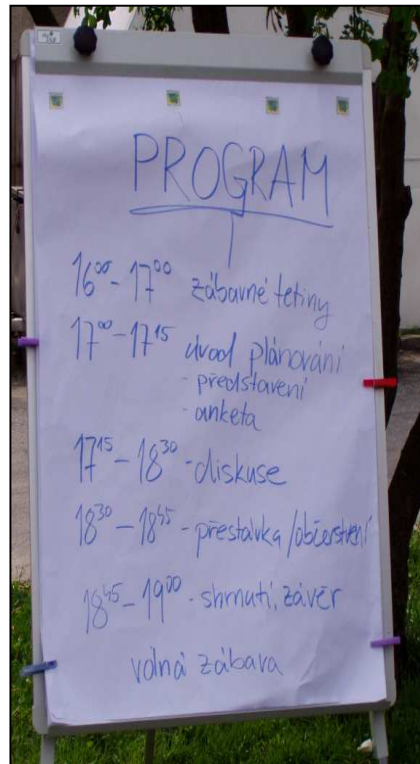 PROGRAM
16⁰⁰ - 17⁰⁰ zábavné tetiny
17⁰⁰ - 17¹⁵ úvod plánování
- představení
- anketa
17¹⁵ - 18³⁰ - diskuse
18³⁰ - 18⁴⁵ - přestávka / občerstvení
18⁴⁵ - 19⁰⁰ - shrnutí, závěr
volná zábava